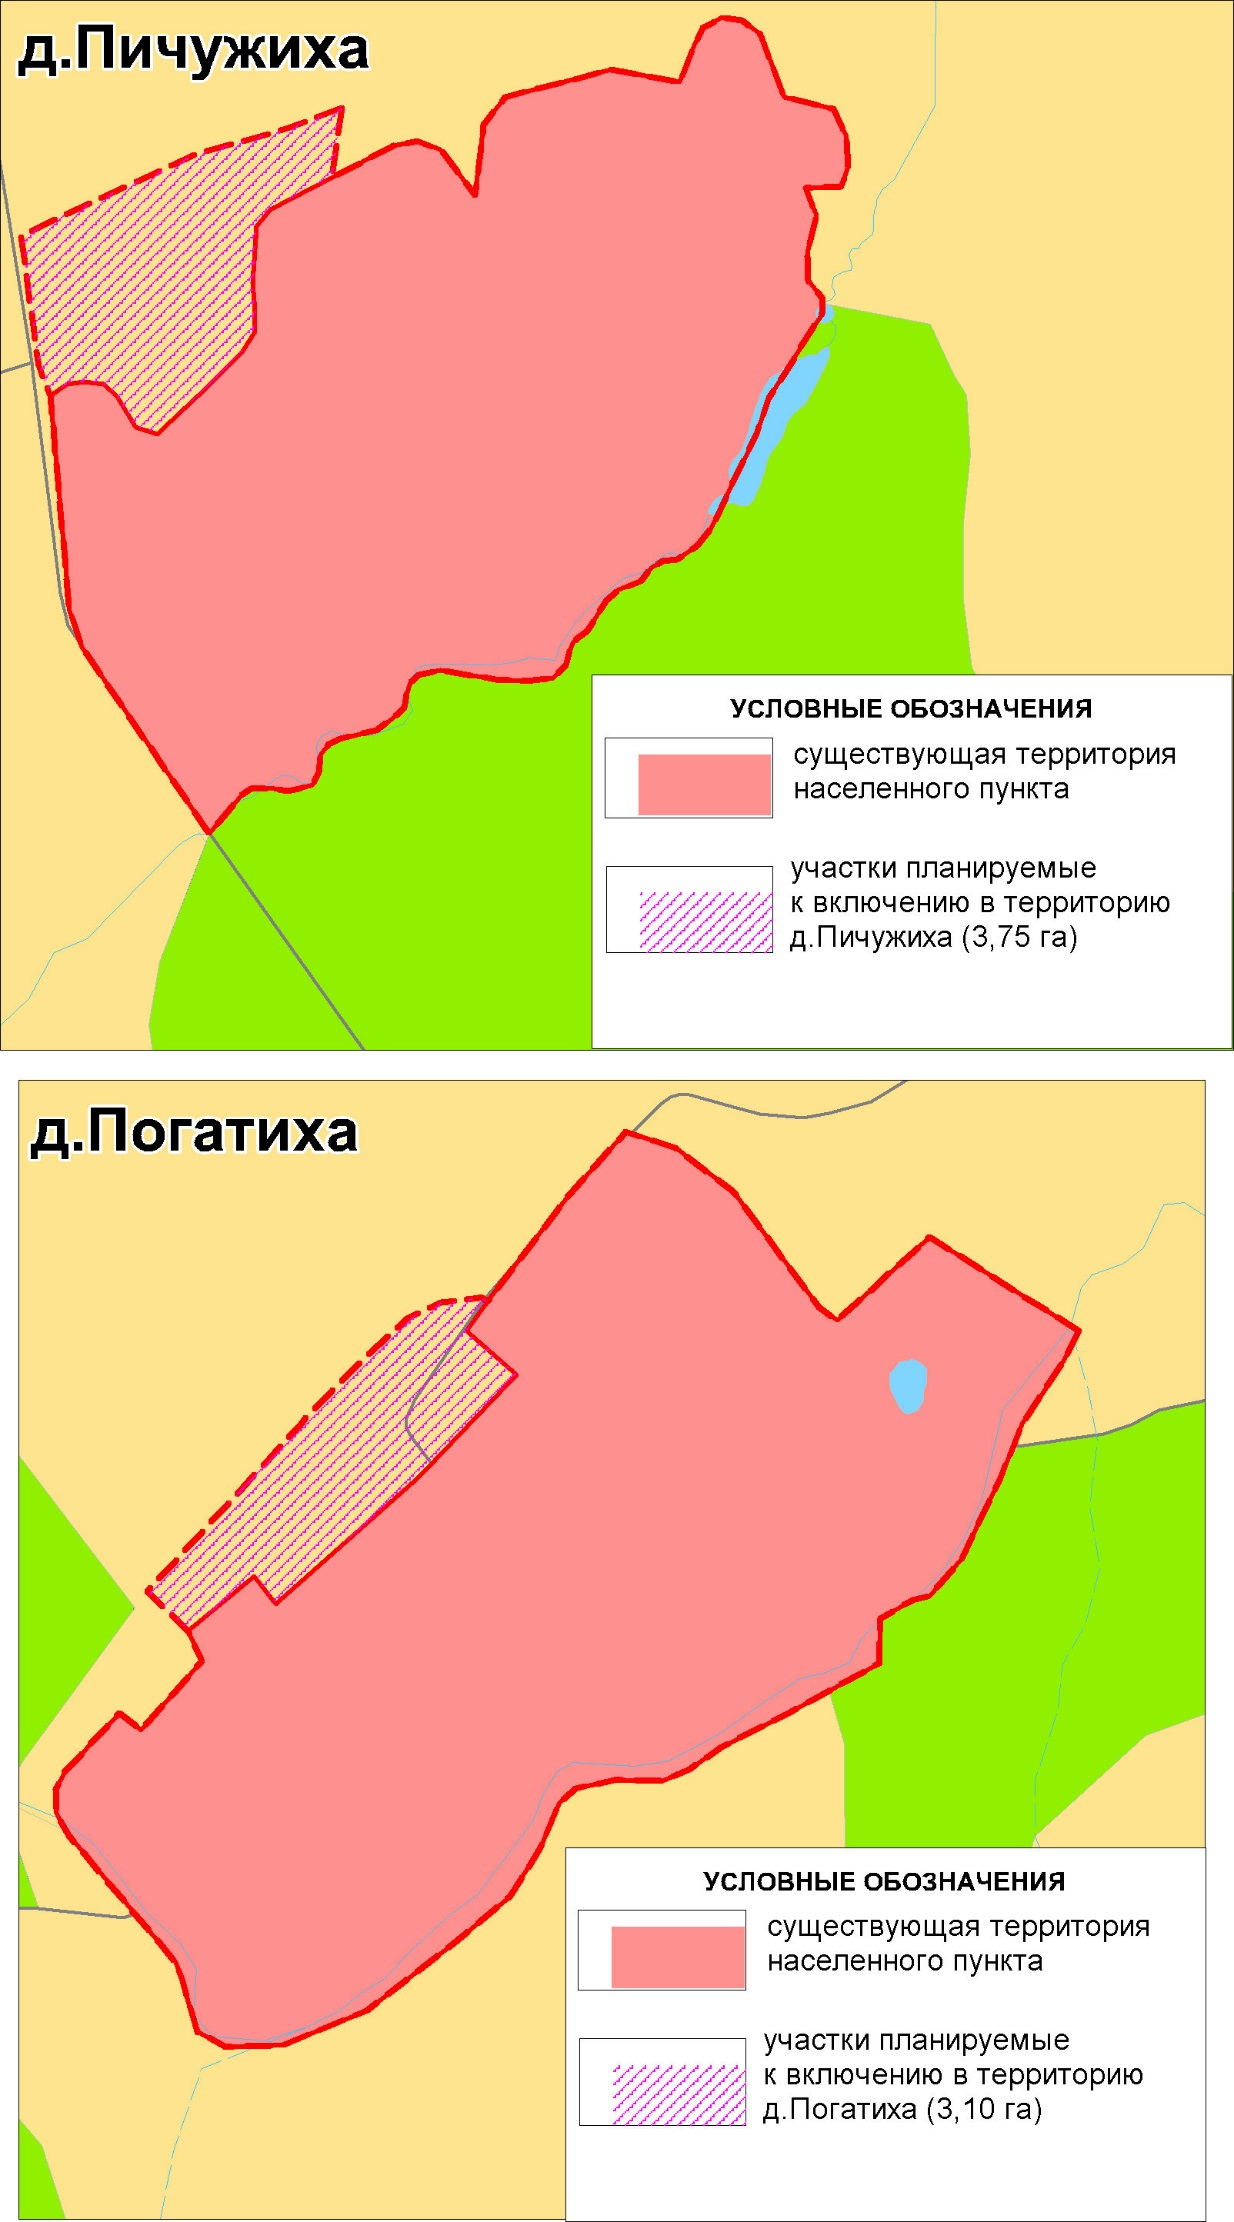 д.Пичужиха
УСЛОВНЫЕ ОБОЗНАЧЕНИЯ
существующая территория
населенного пункта
участки планируемые
к включению в территорию
д.Пичужиха (3,75 га)
д.Погатиха
УСЛОВНЫЕ ОБОЗНАЧЕНИЯ
существующая территория
населенного пункта
участки планируемые
к включению в территорию
д.Погатиха (3,10 га)